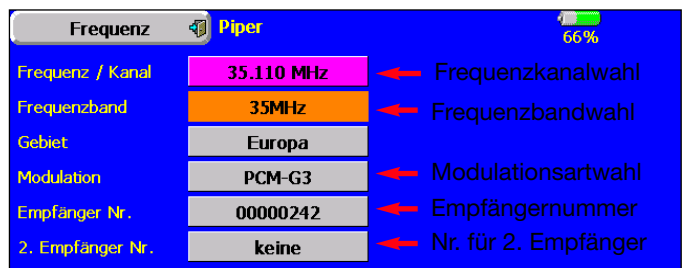 Frequenz Piper 66%
Frequenz / Kanal 35.110 MHz Frequenzkanalwahl
Frequenzband 35MHz Frequenzbandwahl
Gebiet Europa
Modulation PCM-G3 Modulationsartwahl
Empfänger Nr. 00000242 Empfängernummer
2. Empfänger Nr. keine Nr. für 2. Empfänger